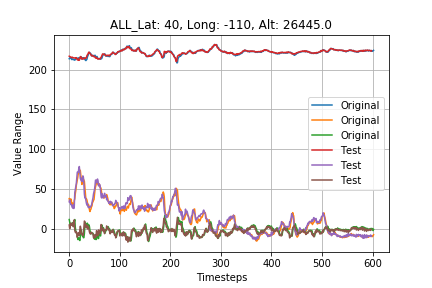 ALL_Lat: 40, Long: -110, Alt: 26445.0
Value Range
200
150
100
50
0
Original
Original
Original
Test
Test
Test
0 100 200 300 400 500 600
Timesteps